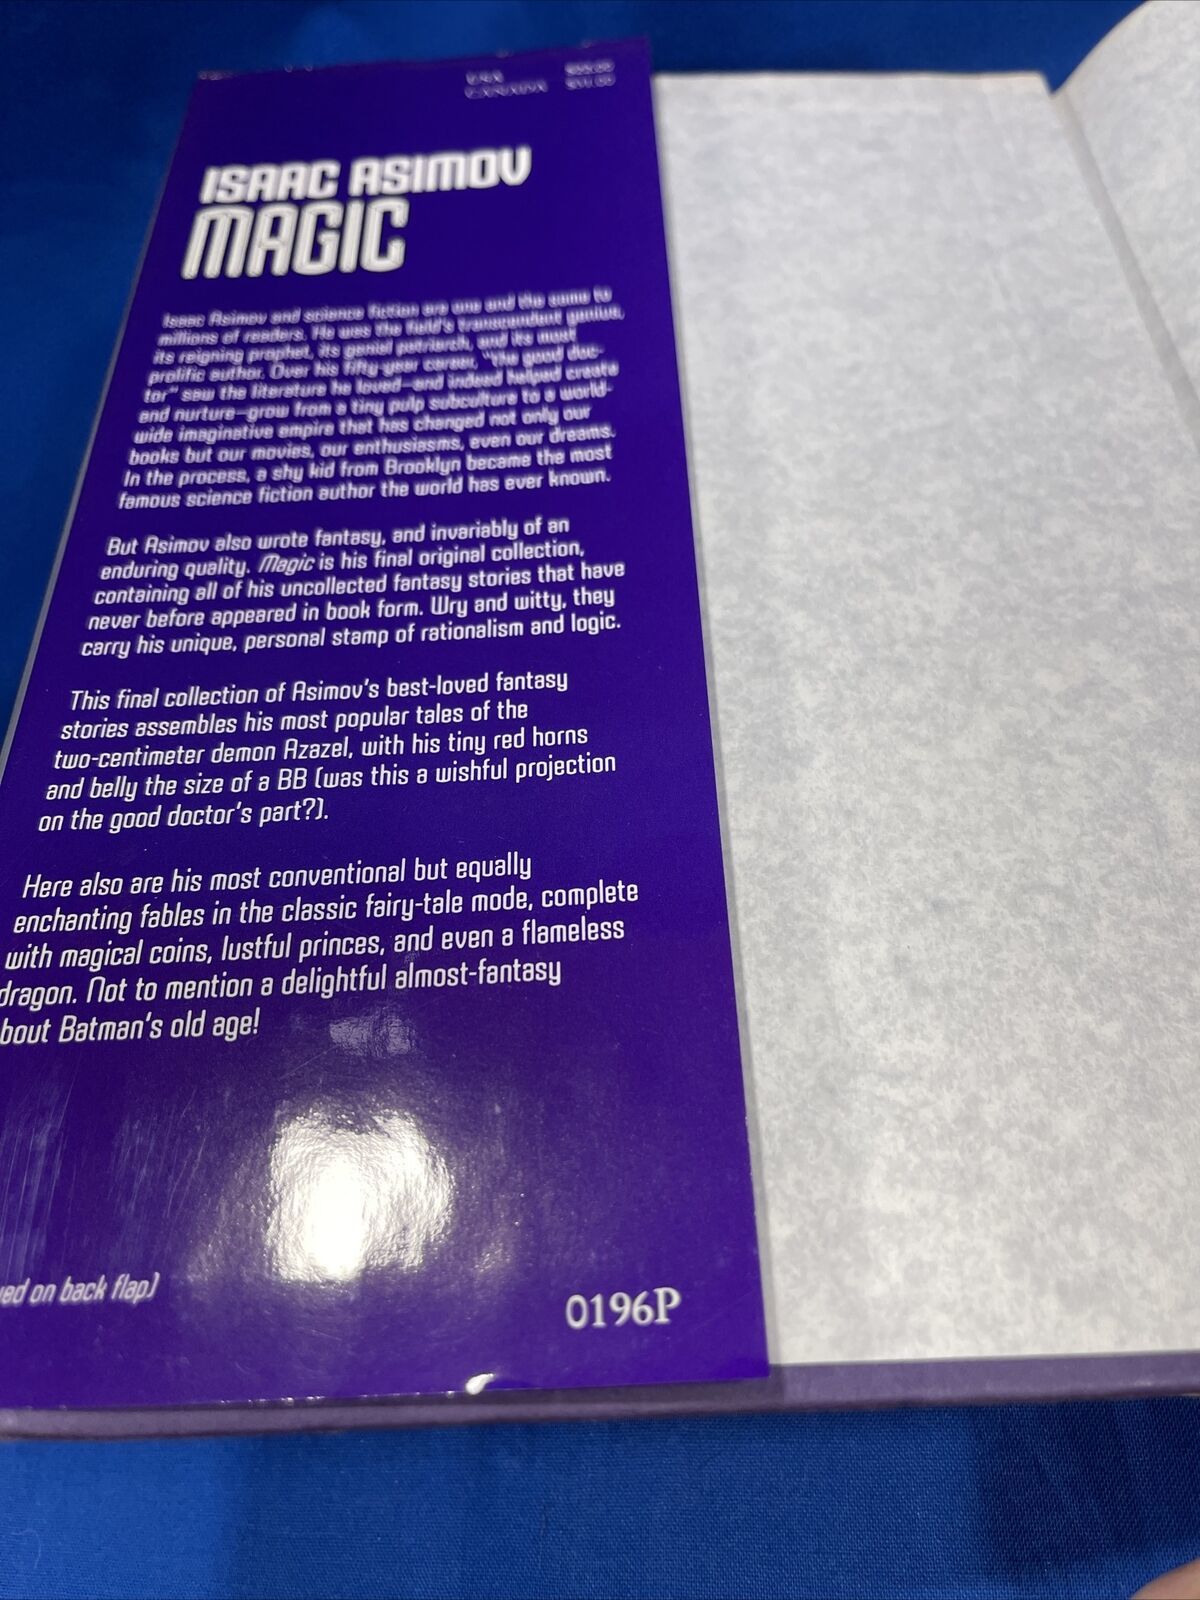 USA
CANADA
ISAAC ASIMOV
MAGIC
Isaac Asimov and science fiction are one and the same to
millions of readers. He was the field's transcendent genius,
its reigning prophet, its genial patriarch, and its most
prolific author. Over his fifty-year career, "the good doc-
tor" saw the literature he loved—and indeed helped create
and nurture—grow from a tiny pulp subculture to a world-
wide imaginative empire that has changed not only our
books but our movies, our enthusiasms, even our dreams.
In the process, a shy kid from Brooklyn became the most
famous science fiction author the world has ever known.
But Asimov also wrote fantasy, and invariably of an
enduring quality. Magic is his final original collection,
containing all of his uncollected fantasy stories that have
never before appeared in book form. Wry and witty, they
carry his unique, personal stamp of rationalism and logic.
This final collection of Asimov's best-loved fantasy
stories assembles his most popular tales of the
two-centimeter demon Azazel, with his tiny red horns
and belly the size of a BB (was this a wishful projection
on the good doctor's part?).
Here also are his most conventional but equally
enchanting fables in the classic fairy-tale mode, complete
with magical coins, lustful princes, and even a flameless
dragon. Not to mention a delightful almost-fantasy
bout Batman's old age!
ued on back flap)
0196P